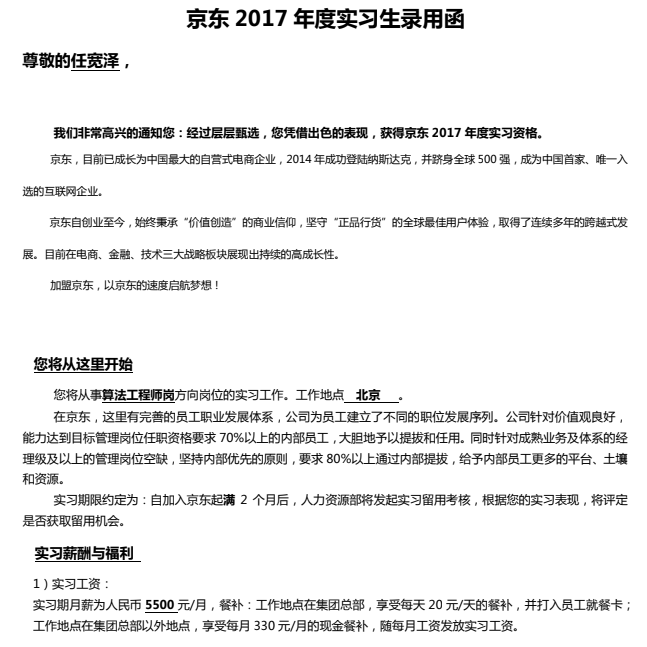 京东 2017 年度实习生录用函
尊敬的任宽泽，
我们非常高兴的通知您：经过层层甄选，您凭借出色的表现，获得京东 2017 年度实习资格。
京东，目前已成长为中国最大的自营式电商企业，2014 年成功登陆纳斯达克，并跻身全球 500 强，成为中国首家、唯一入
选的互联网企业。
京东自创业至今，始终秉承“价值创造”的商业信仰，坚守“正品行货”的全球最佳用户体验，取得了连续多年的跨越式发
展。目前在电商、金融、技术三大战略板块展现出持续的高成长性。
加盟京东，以京东的速度启航梦想！
您将从这里开始
您将从事算法工程师岗方向岗位的实习工作。工作地点 北京 。
在京东，这里有完善的员工职业发展体系，公司为员工建立了不同的职位发展序列。公司针对价值观良好，
能力达到目标管理岗位任职资格要求 70%以上的内部员工，大胆地予以提拔和任用。同时针对成熟业务及体系的经
理级及以上的管理岗位空缺，坚持内部优先的原则，要求 80%以上通过内部提拔，给予内部员工更多的平台、土壤
和资源。
实习期限约定为：自加入京东起满 2 个月后，人力资源部将发起实习留用考核，根据您的实习表现，将评定
是否获取留用机会。
实习薪酬与福利
1）实习工资：
实习期月薪为人民币 5500 元/月，餐补：工作地点在集团总部，享受每天 20 元/天的餐补，并打入员工就餐卡；
工作地点在集团总部以外地点，享受每月 330 元/月的现金餐补，随每月工资发放实习工资。